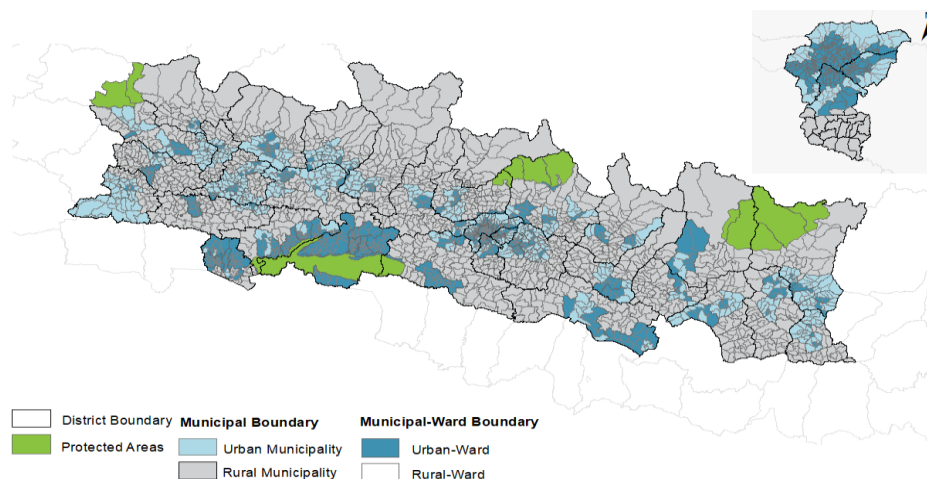 District Boundary
Protected Areas
Municipal Boundary
Urban Municipality
Rural Municipality
Municipal-Ward Boundary
Urban-Ward
Rural-Ward